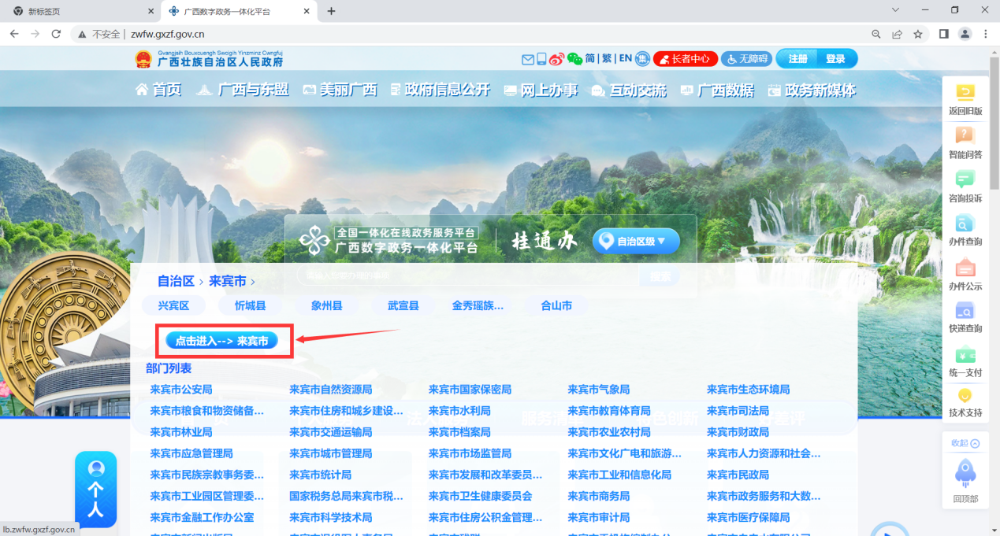 新标签页
广西数字政务一体化平台
不安全 | zwfw.gxzf.gov.cn
Gvangjsih Bouxcuengh Swcigih Yinzminz Cwngfuj
广西壮族自治区人民政府
简 | 繁 | EN
集
长者中心
无障碍
注册
登录
首页
广西与东盟
美丽广西
政府信息公开
网上办事
互动交流
广西数据
政务新媒体
全国一体化在线政务服务平台
广西数字政务一体化平台
桂通办
自治区级▼
搜索
自治区 > 来宾市 >
兴宾区
忻城县
象州县
武宣县
金秀瑶族...
合山市
点击进入--> 来宾市
部门列表
来宾市公安局
来宾市自然资源局
来宾市国家保密局
来宾市气象局
来宾市生态环境局
来宾市粮食和物资储备...
来宾市住房和城乡建设...
来宾市水利局
来宾市教育体育局
来宾市司法局
来宾市林业局
来宾市交通运输局
来宾市档案局
来宾市农业农村局
来宾市财政局
来宾市应急管理局
来宾市城市管理局
来宾市市场监管局
来宾市文化广电和旅游...
来宾市人力资源和社会...
来宾市民族宗教事务委...
来宾市统计局
来宾市发展和改革委员...
来宾市工业和信息化局
来宾市民政局
来宾市工业园区管理委...
国家税务总局来宾市税...
来宾市卫生健康委员会
来宾市商务局
来宾市政务服务和大数...
来宾市金融工作办公室
来宾市科学技术局
来宾市住房公积金管理...
来宾市审计局
来宾市医疗保障局
个人
返回旧版
智能问答
咨询投诉
办件查询
办件公示
快递查询
统一支付
技术支持
收起
回顶部
lb.zwfw.gxzf.gov.cn